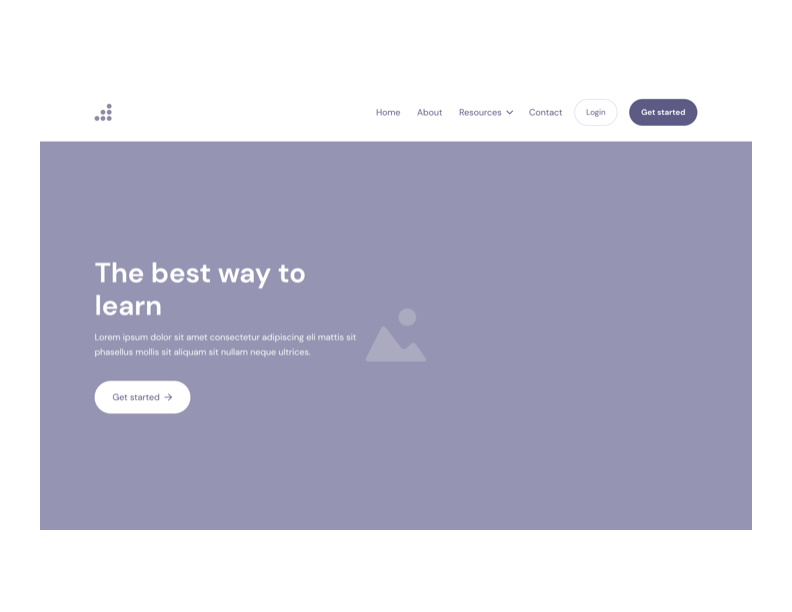 Home
About
Resources
Contact
Login
Get started
The best way to
learn
Lorem ipsum dolor sit amet consectetur adipiscing eli mattis sit
phasellus mollis sit aliquam sit nullam neque ultrices.
Get started